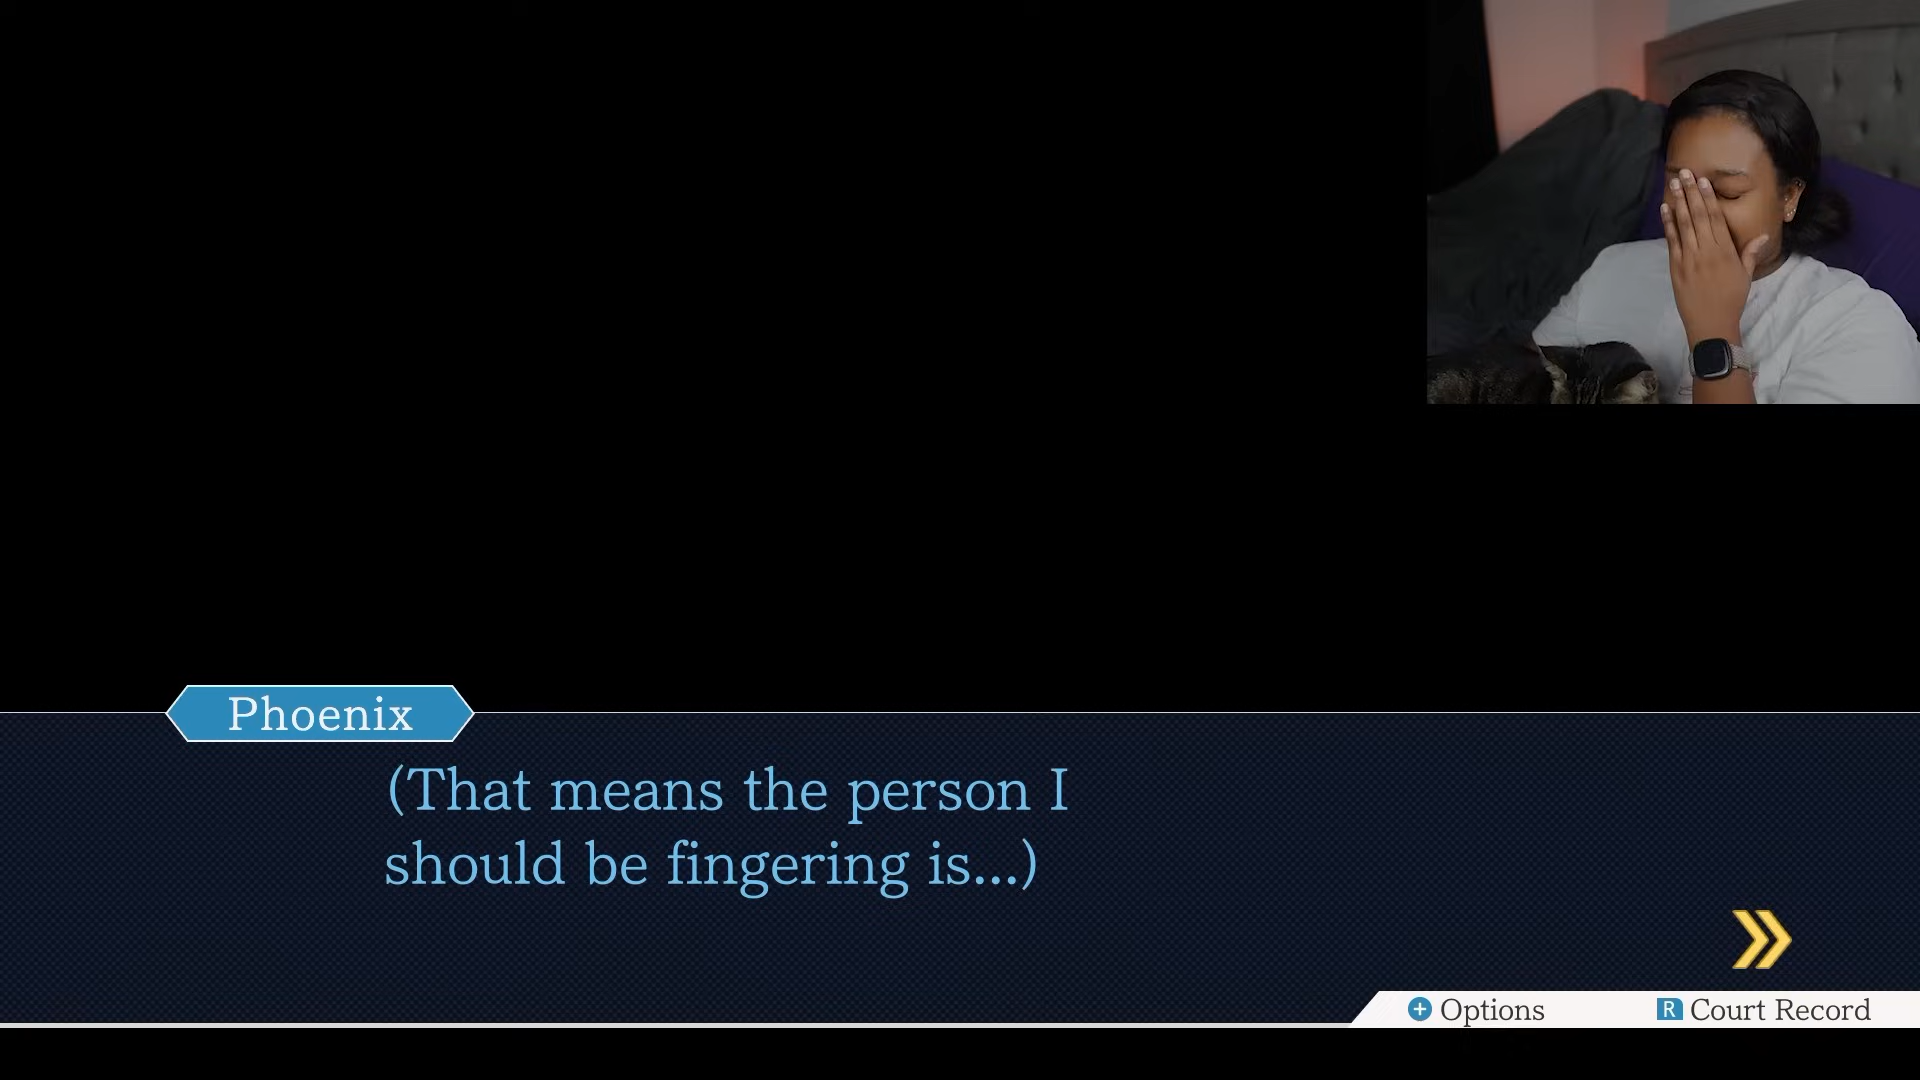 Phoenix
(That means the person I
should be fingering is...)
+ Options
R Court Record